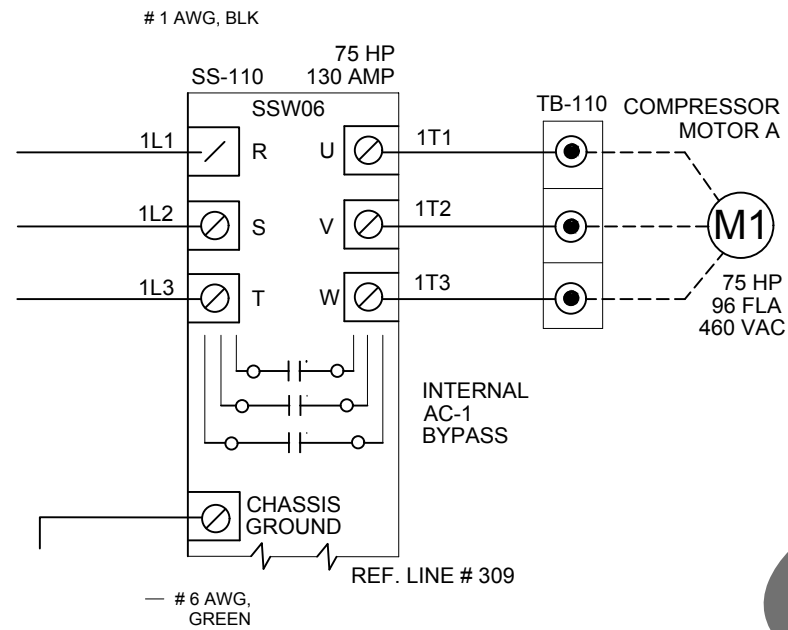 # 1 AWG, BLK
75 HP
SS-110 130 AMP
SSW06
TB-110 COMPRESSOR
MOTOR A
1L1 R U 1T1
1L2 S V 1T2
M1
1L3 T W 1T3
75 HP
96 FLA
460 VAC
INTERNAL
AC-1
BYPASS
CHASSIS
GROUND
REF. LINE # 309
# 6 AWG,
GREEN